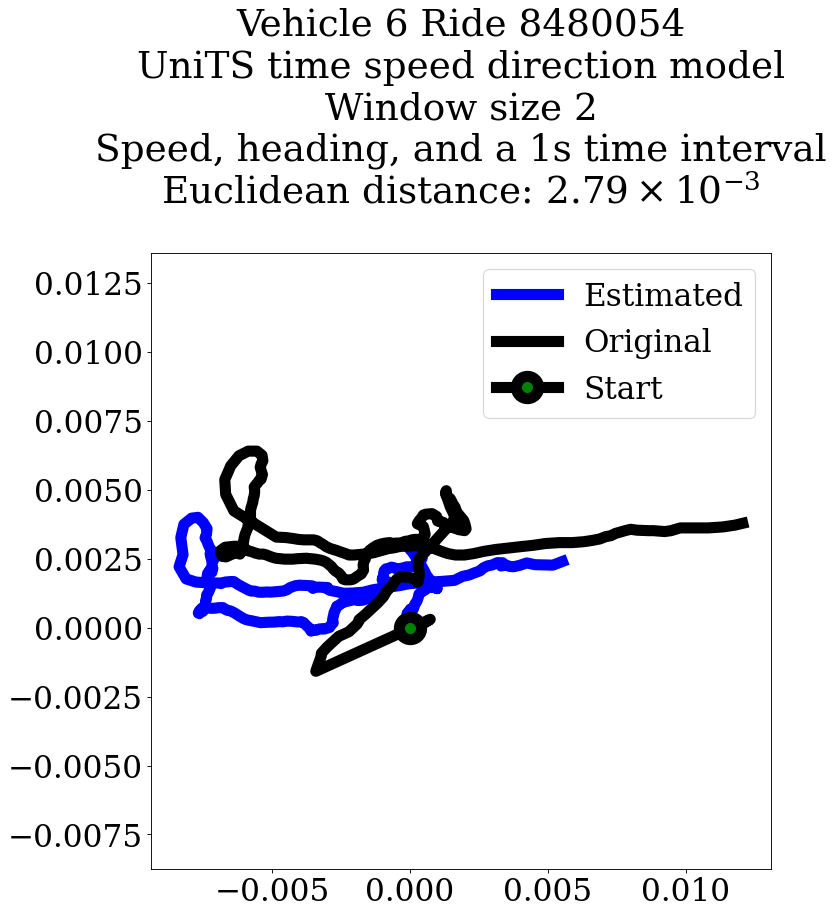 Vehicle 6 Ride 8480054
UniTS time speed direction model
Window size 2
Speed, heading, and a 1s time interval
Euclidean distance: 2.79 × 10⁻³
Estimated
Original
Start
0.0125
0.0100
0.0075
0.0050
0.0025
0.0000
−0.0025
−0.0050
−0.0075
−0.005 0.000 0.005 0.010